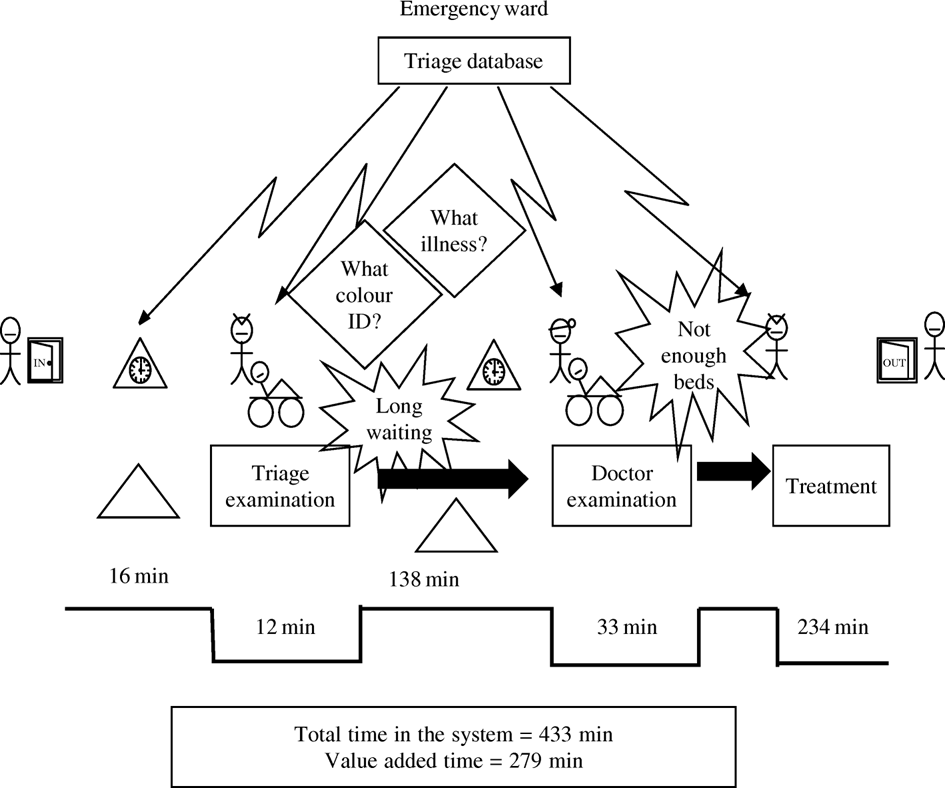 Emergency ward
Triage database
What
illness?
What
colour
ID?
Not
enough
beds
IN
OUT
Long
waiting
Triage
examination
Doctor
examination
Treatment
16 min
138 min
12 min
33 min
234 min
Total time in the system = 433 min
Value added time = 279 min